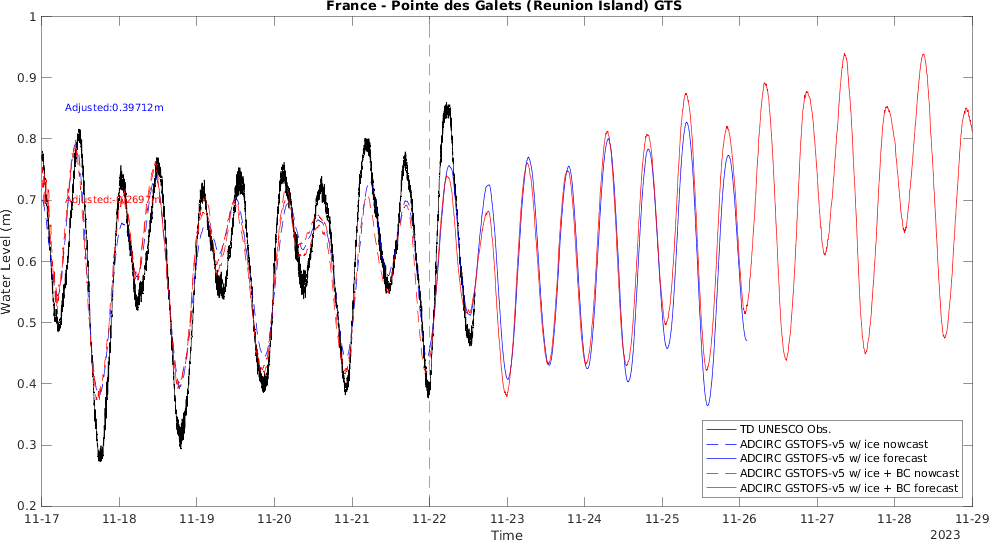 France - Pointe des Galets (Reunion Island) GTS
1
0.9
0.8
0.7
0.6
0.5
0.4
0.3
0.2
Water Level (m)
Adjusted:0.39712m
Adjusted:-0.2697m
TD UNESCO Obs.
ADCIRC GSTOFS-v5 w/ ice nowcast
ADCIRC GSTOFS-v5 w/ ice forecast
ADCIRC GSTOFS-v5 w/ ice + BC nowcast
ADCIRC GSTOFS-v5 w/ ice + BC forecast
11-17 11-18 11-19 11-20 11-21 11-22 11-23 11-24 11-25 11-26 11-27 11-28 11-29
Time
2023